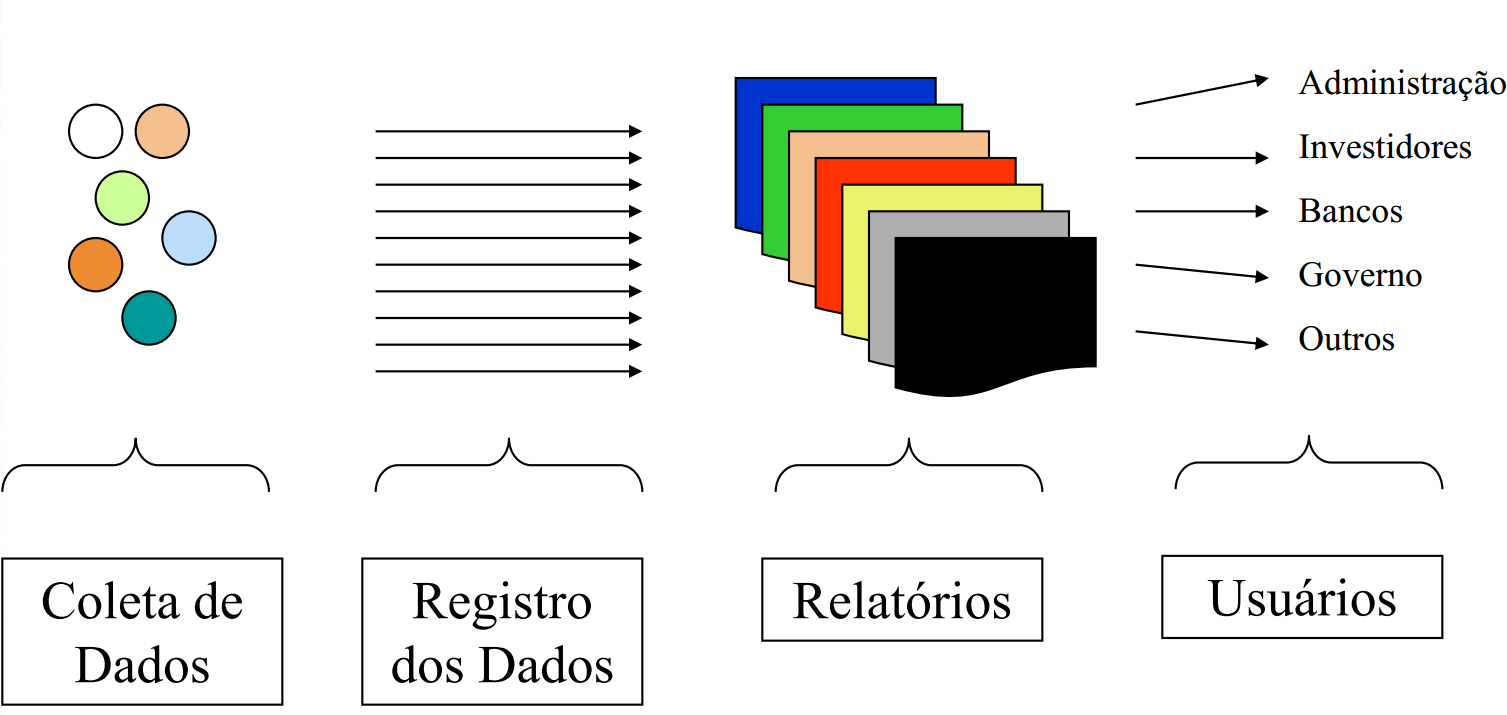 Administração
Investidores
Bancos
Governo
Outros
Coleta de
Dados
Registro
dos Dados
Relatórios
Usuários